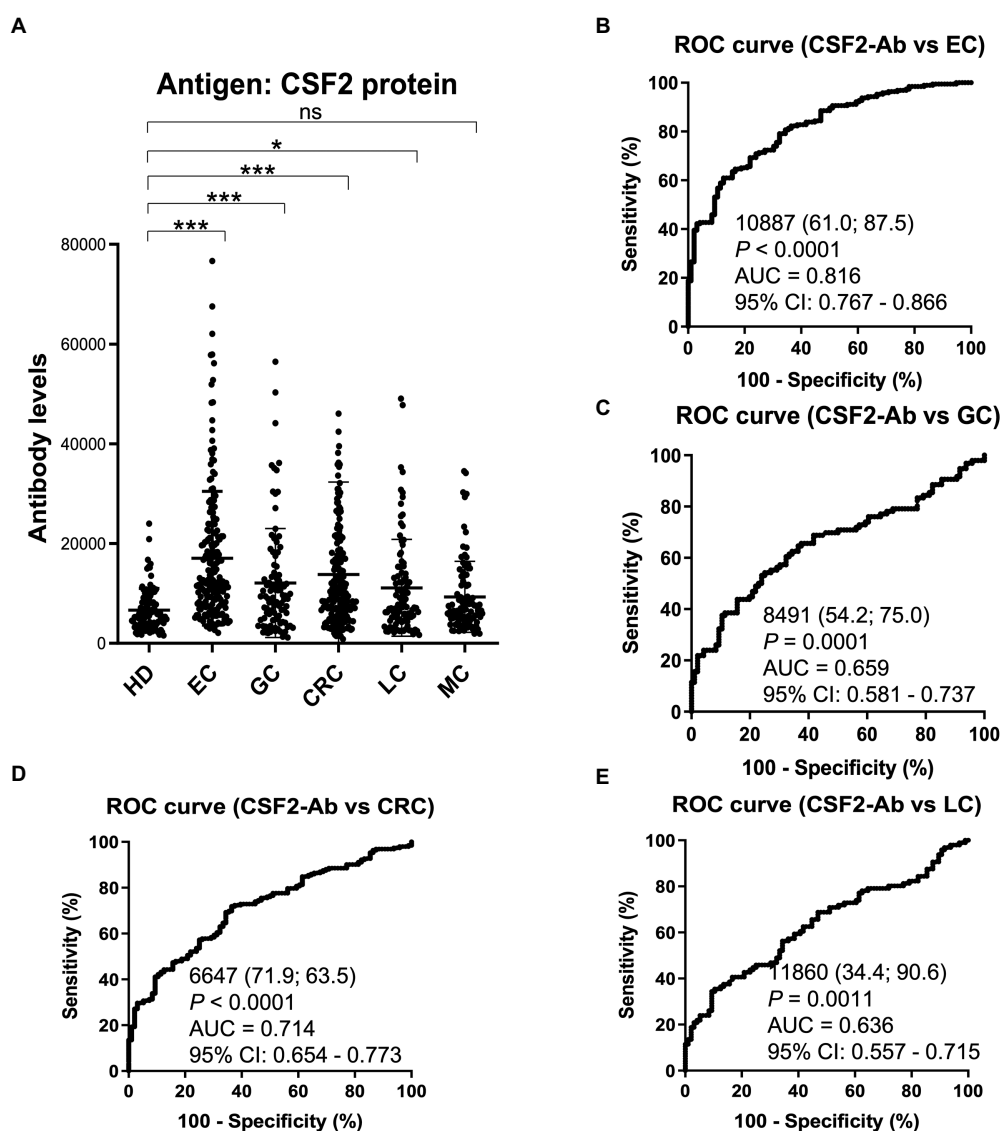 A
Antigen: CSF2 protein
ns
*
***
***
***
80000
60000
40000
20000
0
Antibody levels
HD
EC
GC
CRC
LC
MC
B
ROC curve (CSF2-Ab vs EC)
100
80
60
40
20
0
Sensitivity (%)
10887 (61.0; 87.5)
P < 0.0001
AUC = 0.816
95% CI: 0.767 - 0.866
0 20 40 60 80 100
100 - Specificity (%)
C
ROC curve (CSF2-Ab vs GC)
100
80
60
40
20
0
Sensitivity (%)
8491 (54.2; 75.0)
P = 0.0001
AUC = 0.659
95% CI: 0.581 - 0.737
0 20 40 60 80 100
100 - Specificity (%)
D
ROC curve (CSF2-Ab vs CRC)
100
80
60
40
20
0
Sensitivity (%)
6647 (71.9; 63.5)
P < 0.0001
AUC = 0.714
95% CI: 0.654 - 0.773
0 20 40 60 80 100
100 - Specificity (%)
E
ROC curve (CSF2-Ab vs LC)
100
80
60
40
20
0
Sensitivity (%)
11860 (34.4; 90.6)
P = 0.0011
AUC = 0.636
95% CI: 0.557 - 0.715
0 20 40 60 80 100
100 - Specificity (%)